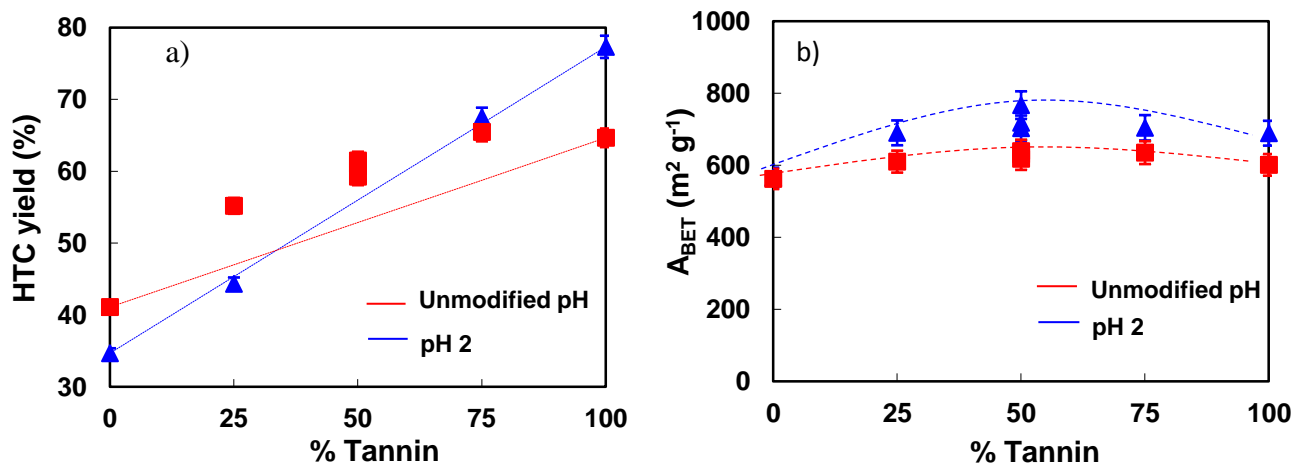 a)
HTC yield (%)
80
70
60
50
40
30
0 25 50 75 100
% Tannin
Unmodified pH
pH 2
b)
A_BET (m² g⁻¹)
1000
800
600
400
200
0
0 25 50 75 100
% Tannin
Unmodified pH
pH 2